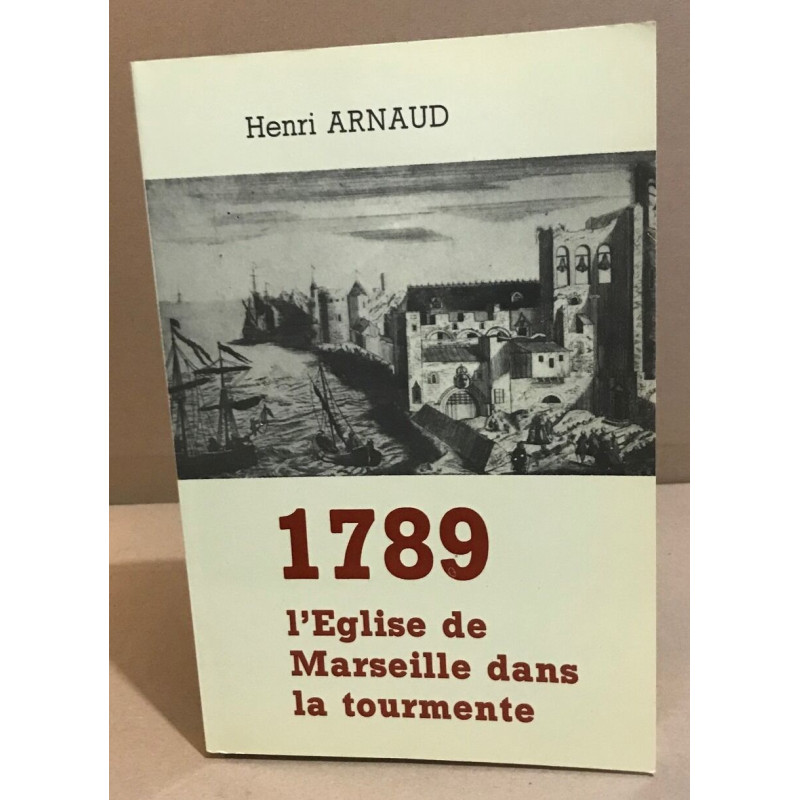 Henri ARNAUD
1789
l'Eglise de
Marseille dans
la tourmente